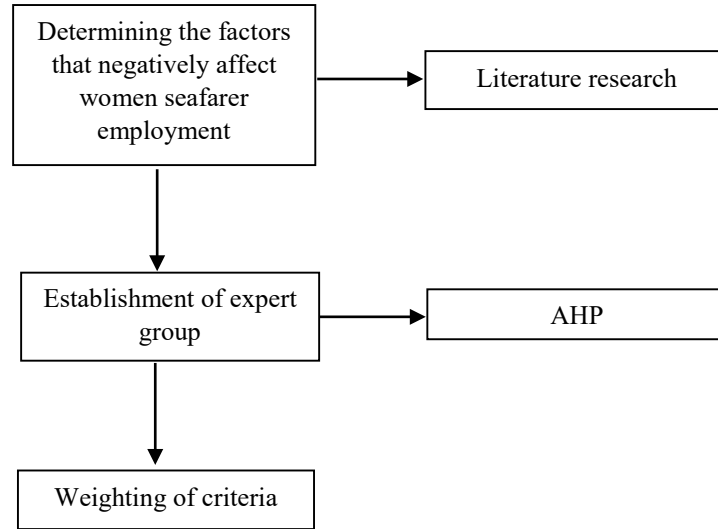 Determining the factors
that negatively affect
women seafarer
employment
Literature research
Establishment of expert
group
AHP
Weighting of criteria